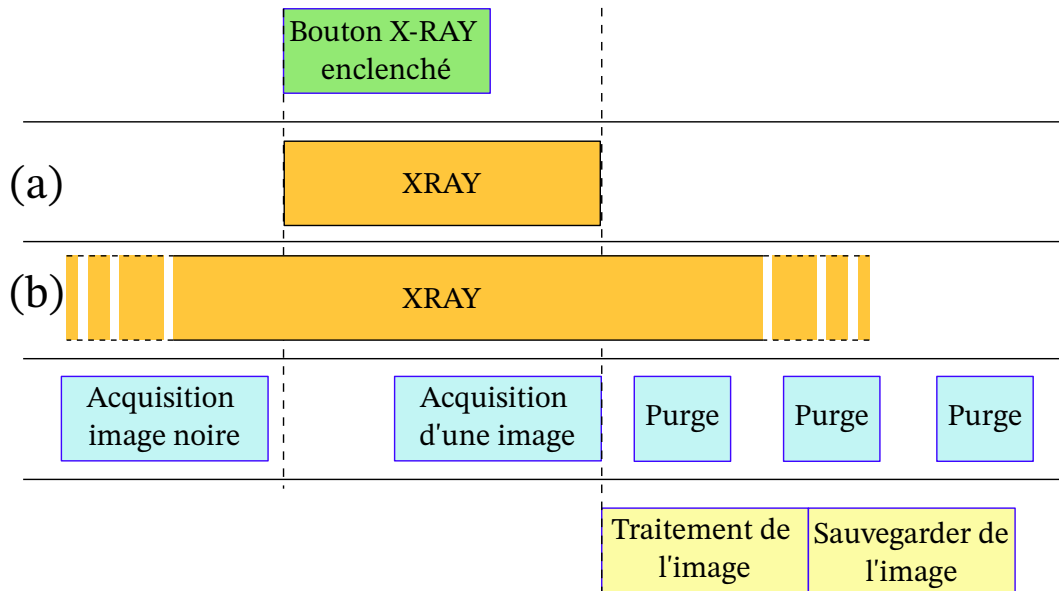 Bouton X-RAY
enclenché
(a)
XRAY
(b)
XRAY
Acquisition
image noire
Acquisition
d'une image
Purge
Purge
Purge
Traitement de
l'image
Sauvegarder de
l'image